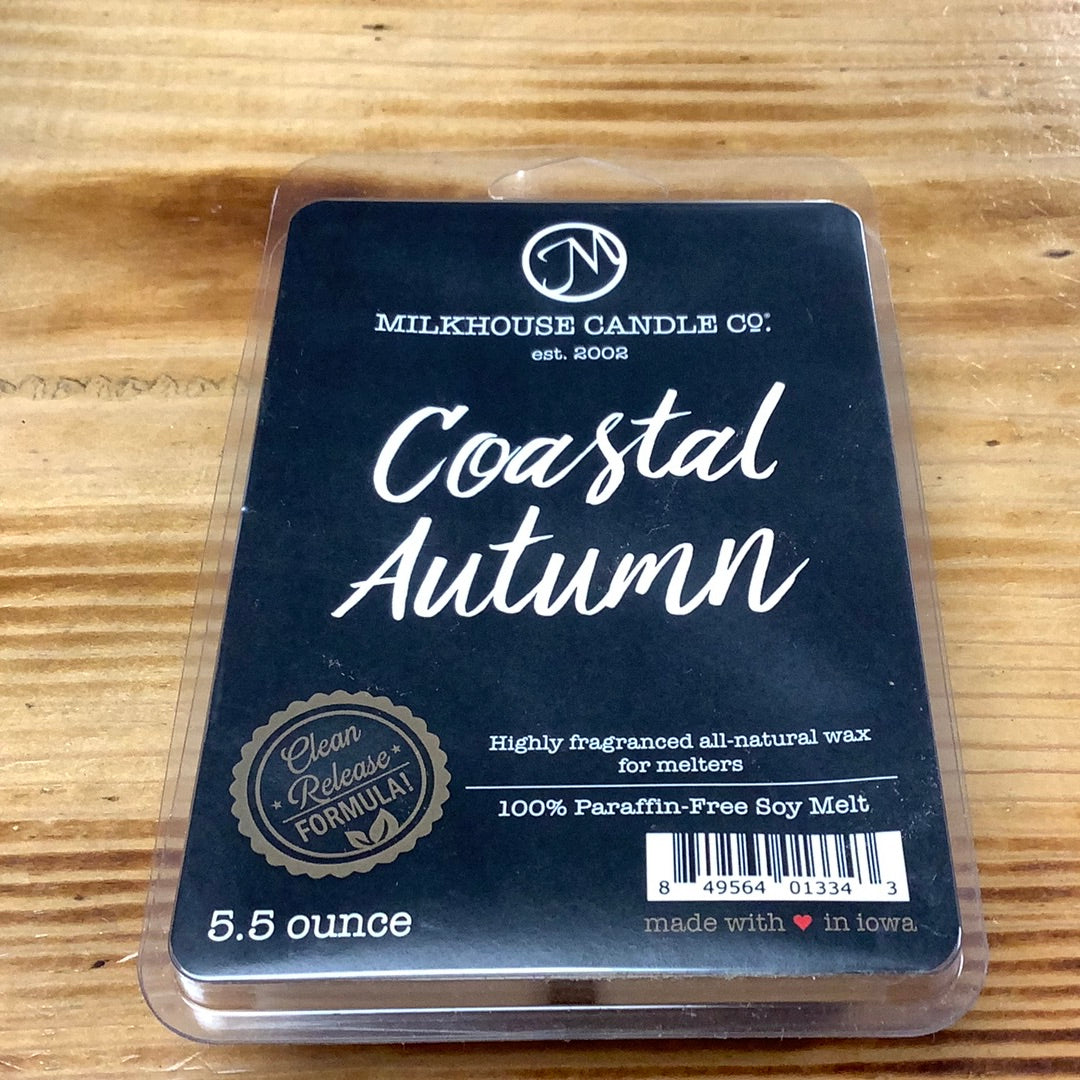 JM
MILKHOUSE CANDLE Co.®
est. 2002
Coastal
Autumn
Clean
Release
FORMULA!
Highly fragranced all-natural wax
for melters
100% Paraffin-Free Soy Melt
8 49564 01334 3
5.5 ounce
made with ♥ in iowa